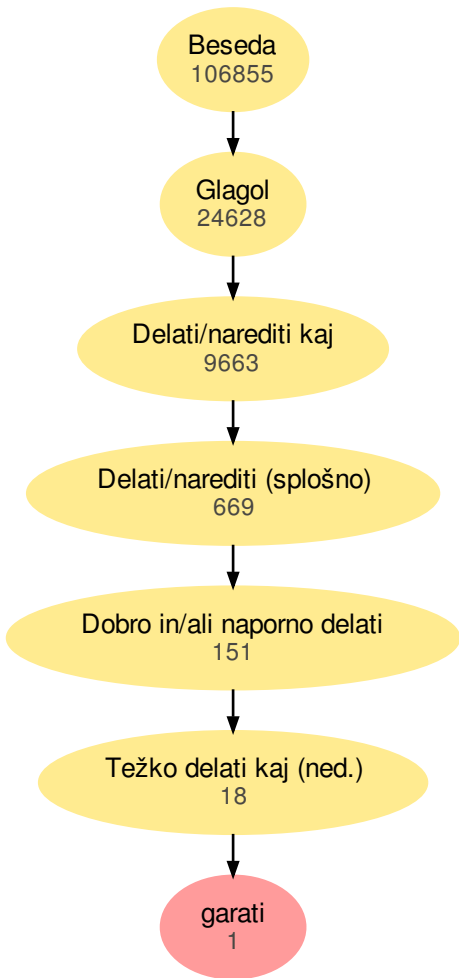 Beseda
106855
Glagol
24628
Delati/narediti kaj
9663
Delati/narediti (splošno)
669
Dobro in/ali naporno delati
151
Težko delati kaj (ned.)
18
garati
1